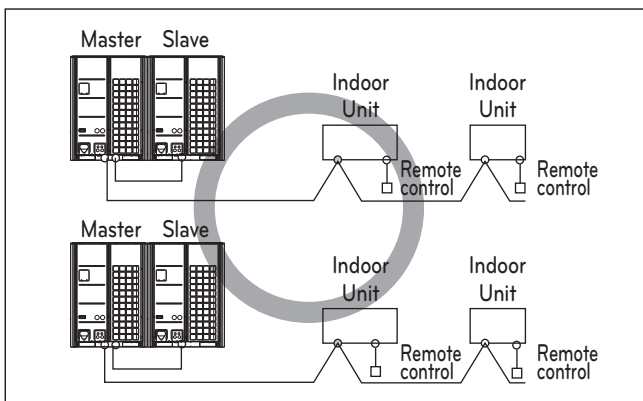 Master Slave
Indoor
Unit
Indoor
Unit
Remote
control
Remote
control
Master Slave
Indoor
Unit
Indoor
Unit
Remote
control
Remote
control